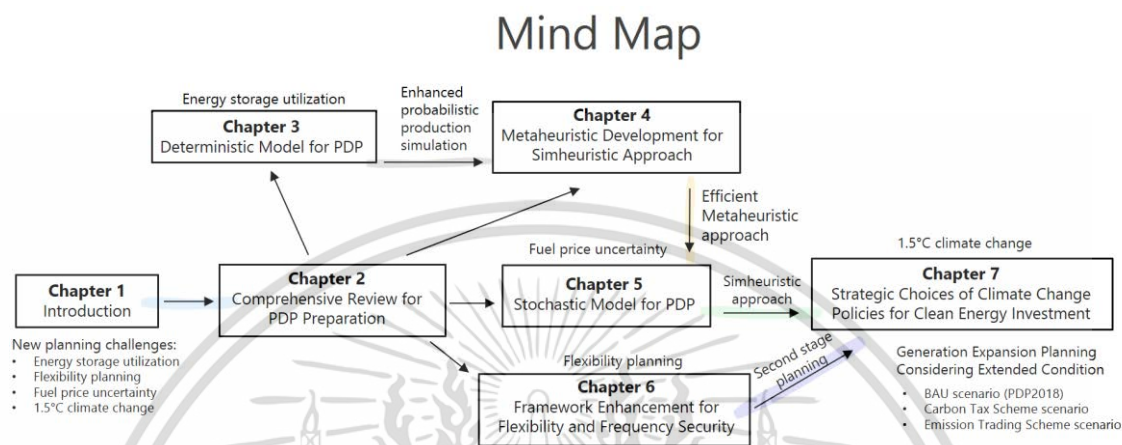 Mind Map
Energy storage utilization
Chapter 3
Deterministic Model for PDP
Enhanced
probabilistic
production
simulation
Chapter 4
Metaheuristic Development for
Simheuristic Approach
Efficient
Metaheuristic
approach
Chapter 1
Introduction
New planning challenges:
• Energy storage utilization
• Flexibility planning
• Fuel price uncertainty
• 1.5°C climate change
Chapter 2
Comprehensive Review for
PDP Preparation
Fuel price uncertainty
Chapter 5
Stochastic Model for PDP
Simheuristic
approach
Flexibility planning
Chapter 6
Framework Enhancement for
Flexibility and Frequency Security
Second stage
planning
1.5°C climate change
Chapter 7
Strategic Choices of Climate Change
Policies for Clean Energy Investment
Generation Expansion Planning
Considering Extended Condition
• BAU scenario (PDP2018)
• Carbon Tax Scheme scenario
• Emission Trading Scheme scenario